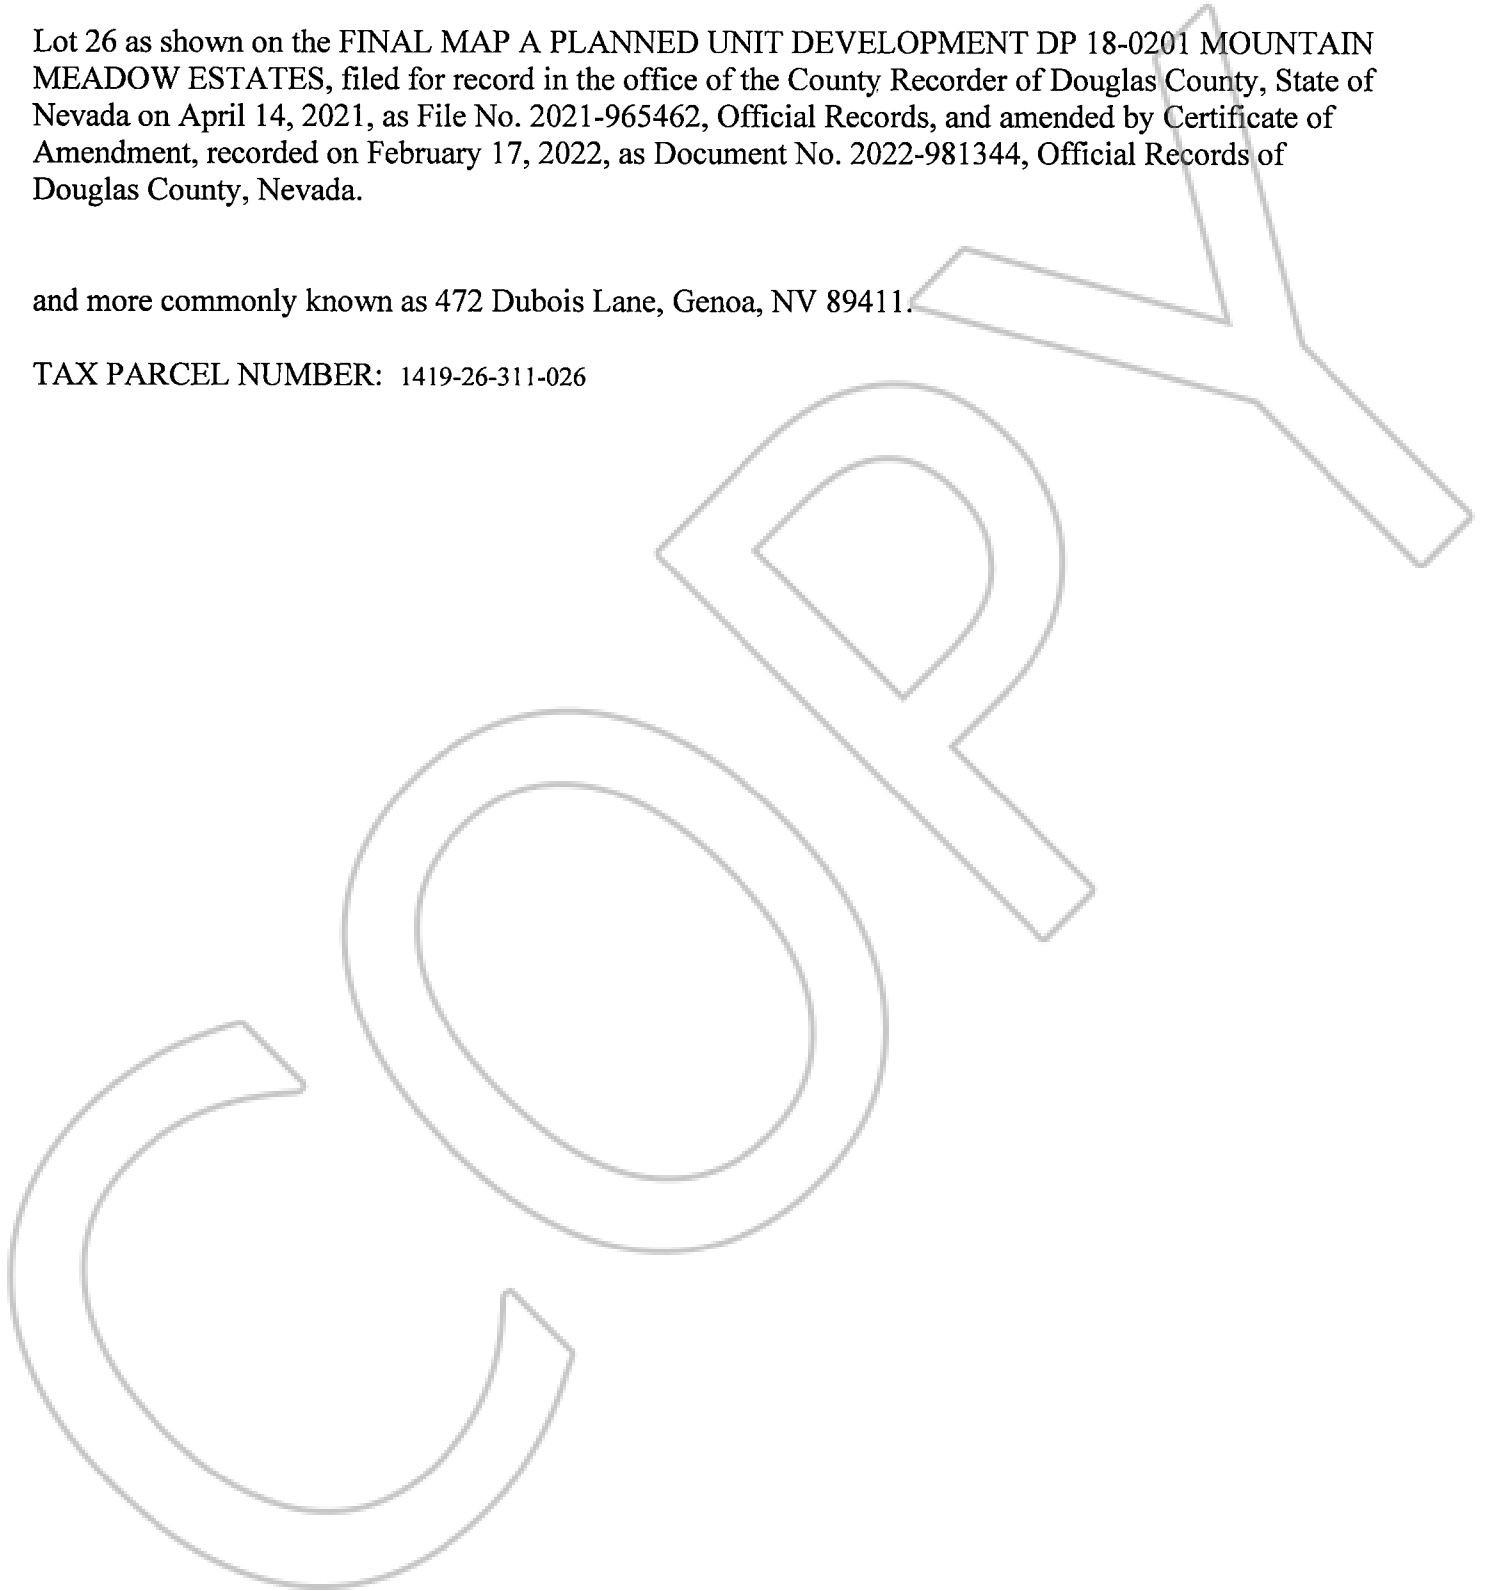 Lot 26 as shown on the FINAL MAP A PLANNED UNIT DEVELOPMENT DP 18-0201 MOUNTAIN
MEADOW ESTATES, filed for record in the office of the County Recorder of Douglas County, State of
Nevada on April 14, 2021, as File No. 2021-965462, Official Records, and amended by Certificate of
Amendment, recorded on February 17, 2022, as Document No. 2022-981344, Official Records of
Douglas County, Nevada.
and more commonly known as 472 Dubois Lane, Genoa, NV 89411.
TAX PARCEL NUMBER: 1419-26-311-026
COPY